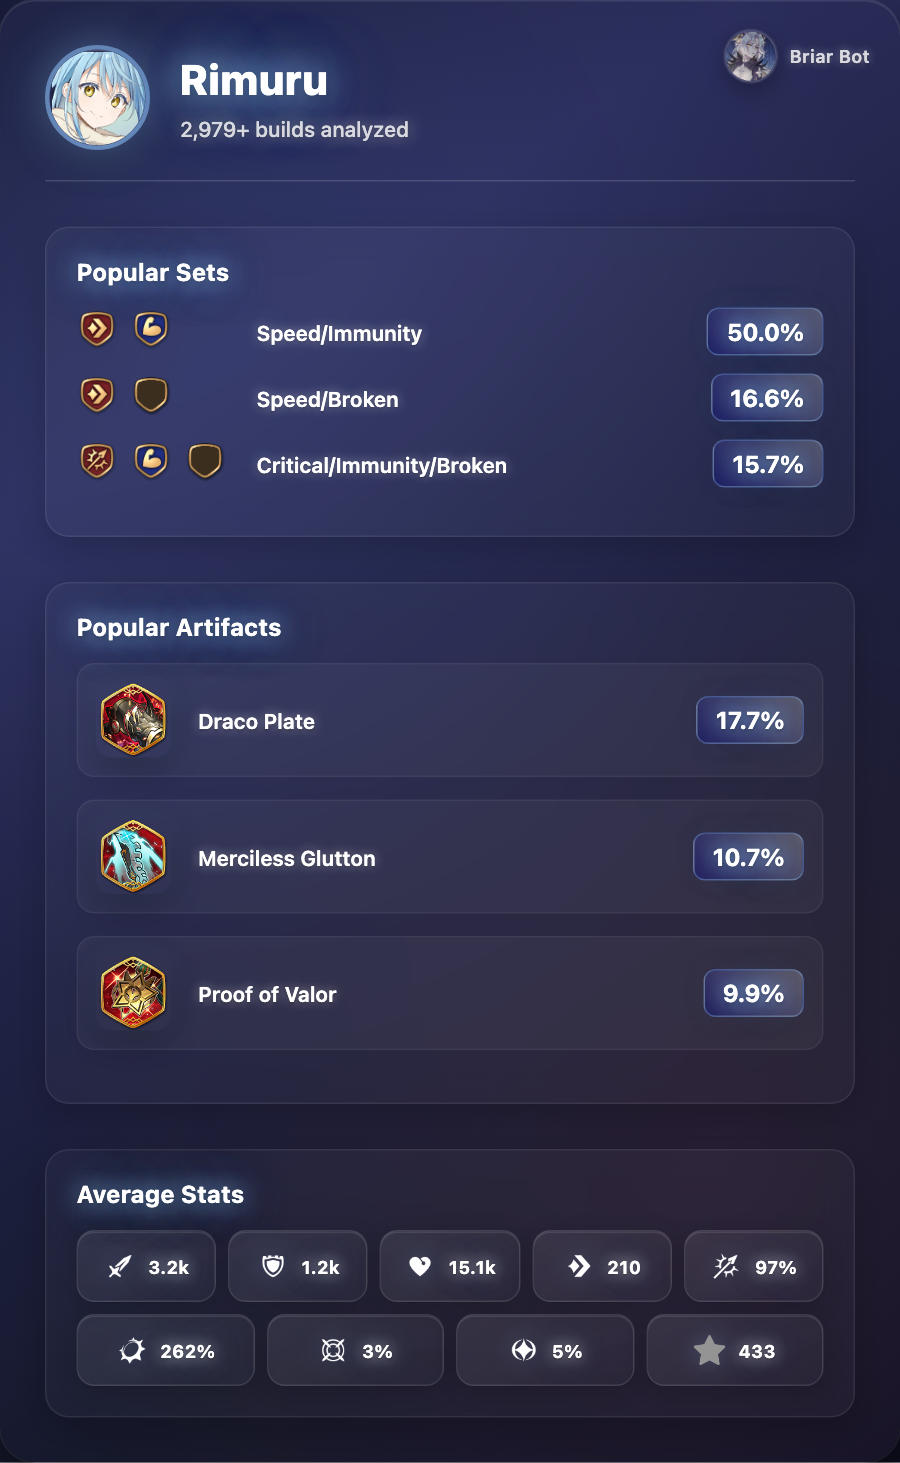 Rimuru
2,979+ builds analyzed
Briar Bot
Popular Sets
Speed/Immunity 50.0%
Speed/Broken 16.6%
Critical/Immunity/Broken 15.7%
Popular Artifacts
Draco Plate 17.7%
Merciless Glutton 10.7%
Proof of Valor 9.9%
Average Stats
3.2k 1.2k 15.1k 210 97%
262% 3% 5% 433